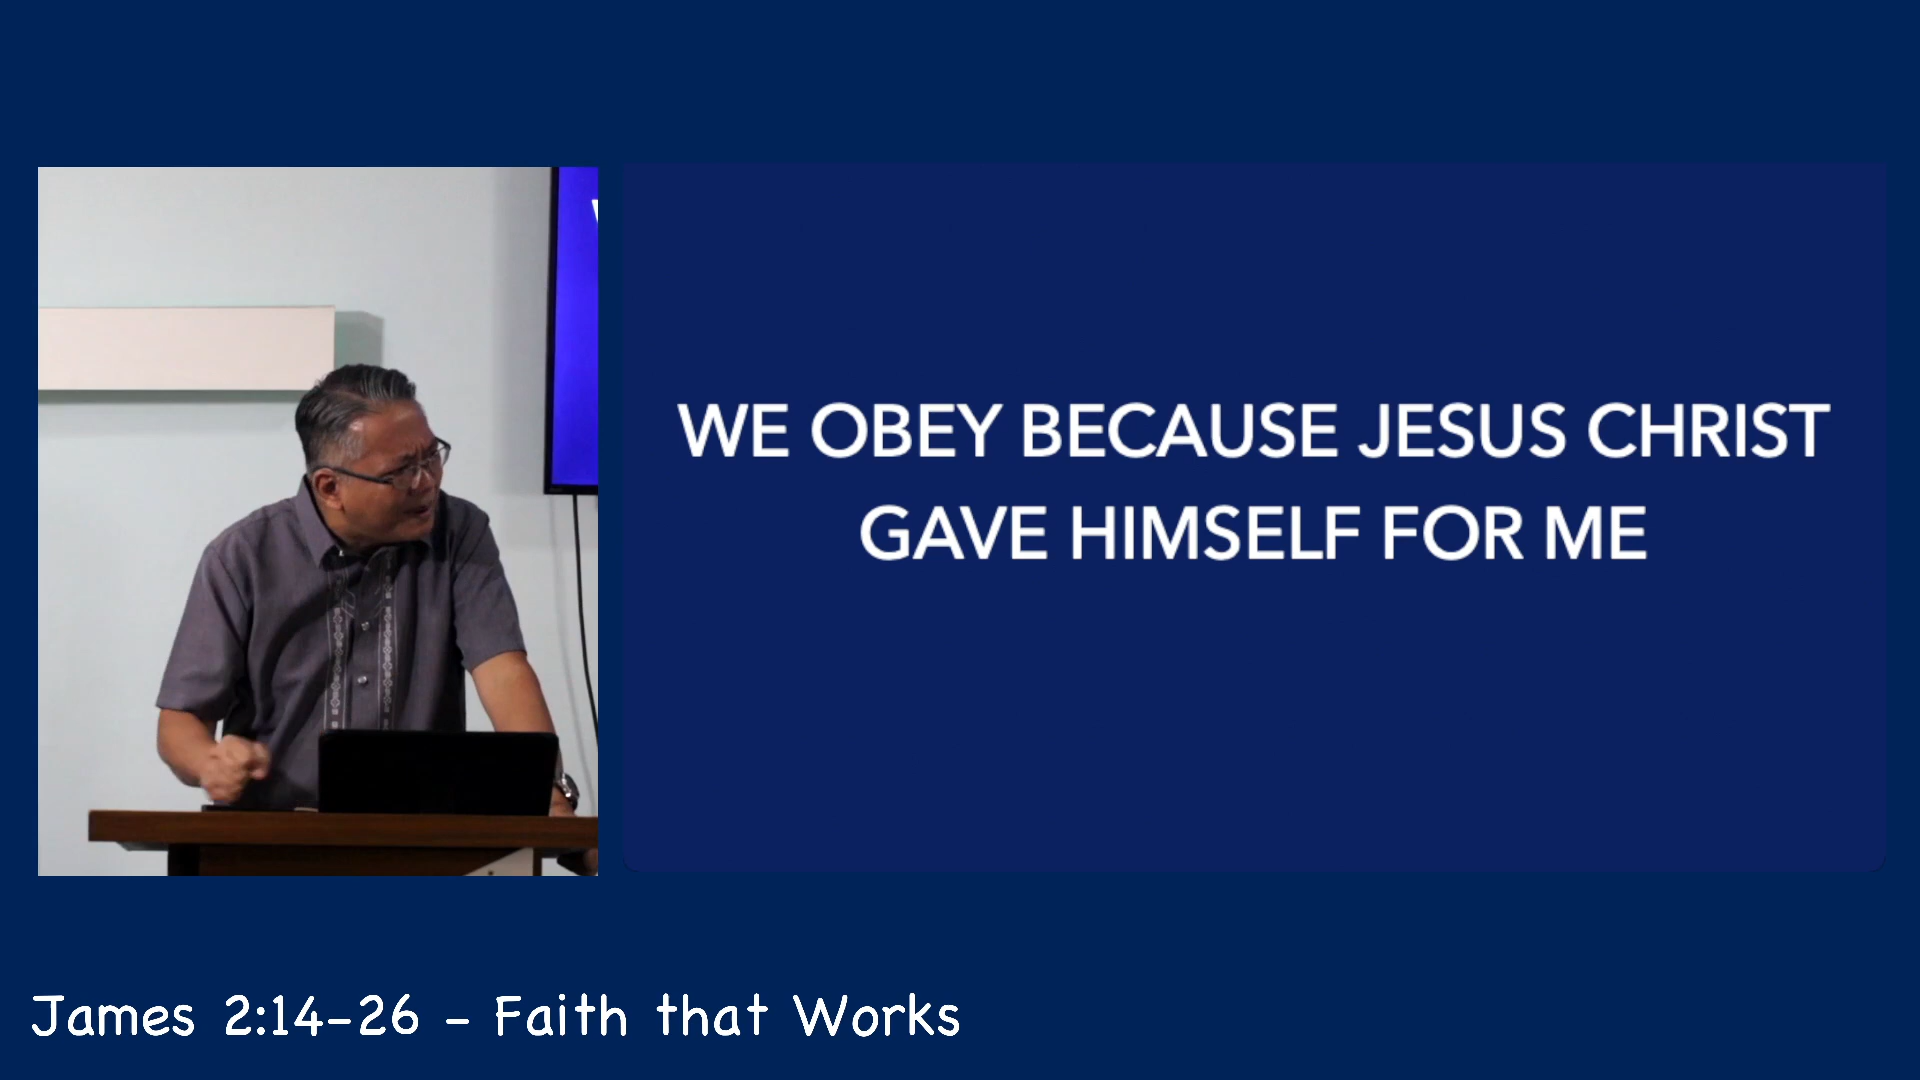 WE OBEY BECAUSE JESUS CHRIST
GAVE HIMSELF FOR ME
James 2:14-26 - Faith that Works